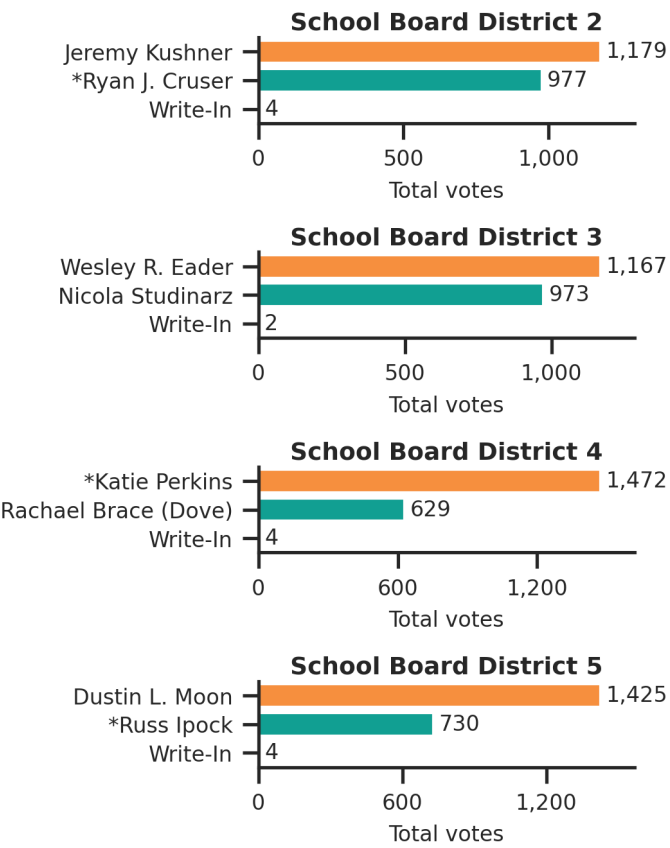 School Board District 2
Jeremy Kushner 1,179
*Ryan J. Cruser 977
Write-In 4
0 500 1,000
Total votes
School Board District 3
Wesley R. Eader 1,167
Nicola Studinarz 973
Write-In 2
0 500 1,000
Total votes
School Board District 4
*Katie Perkins 1,472
Rachael Brace (Dove) 629
Write-In 4
0 600 1,200
Total votes
School Board District 5
Dustin L. Moon 1,425
*Russ Ipock 730
Write-In 4
0 600 1,200
Total votes